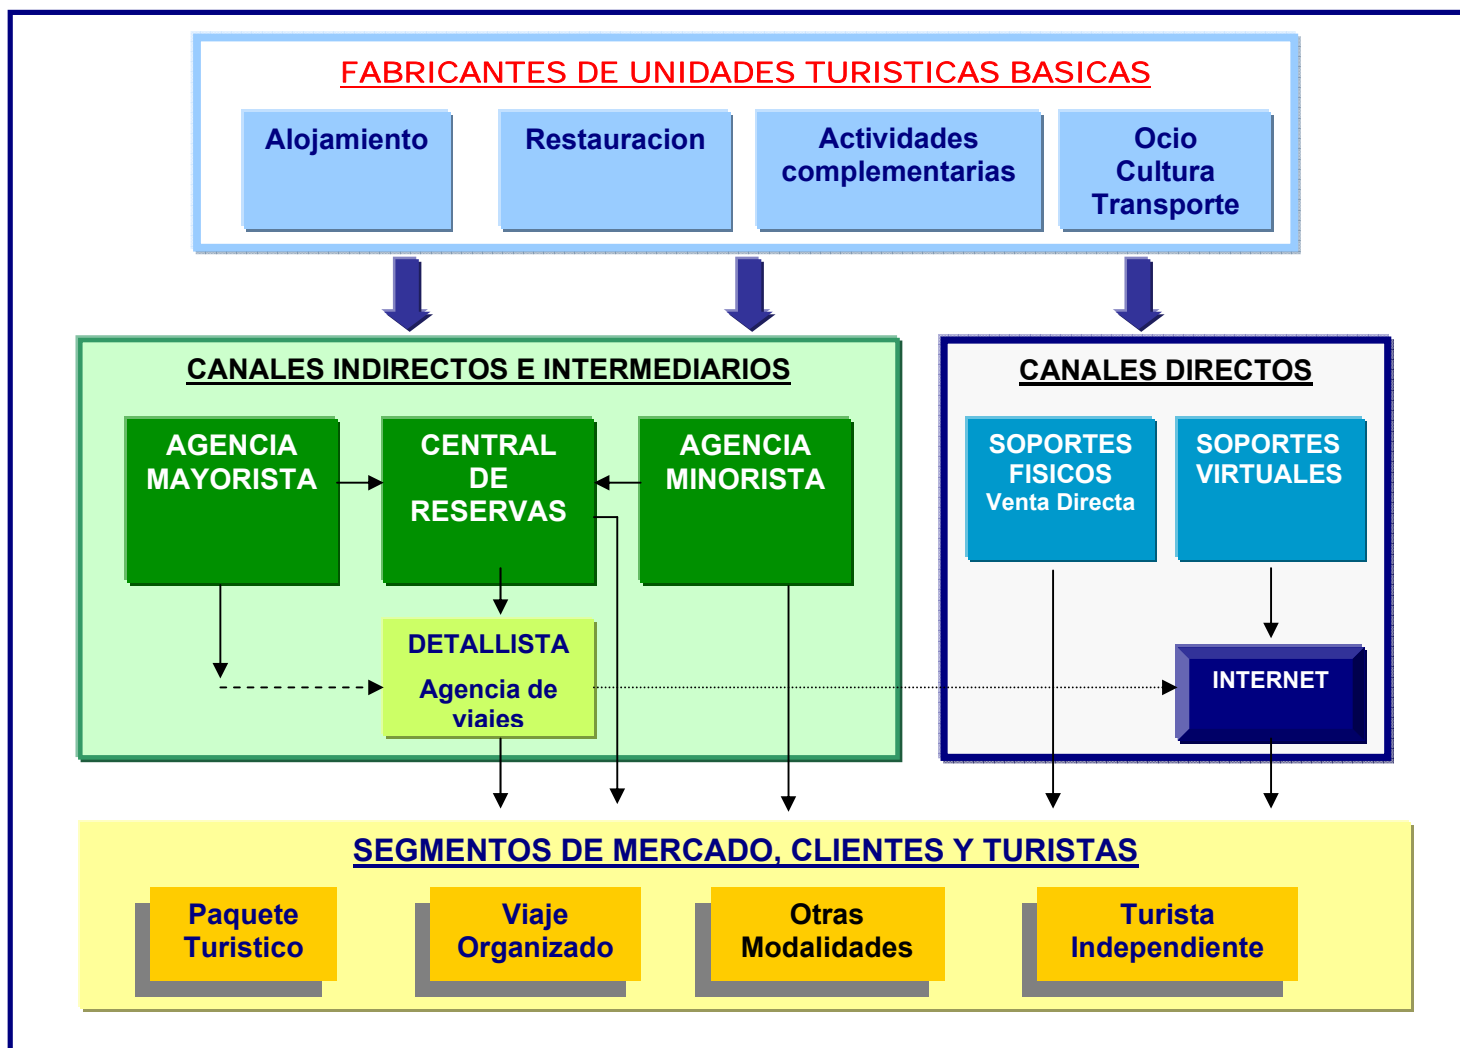 FABRICANTES DE UNIDADES TURISTICAS BASICAS
Alojamiento
Restauracion
Actividades
complementarias
Ocio
Cultura
Transporte
CANALES INDIRECTOS E INTERMEDIARIOS
AGENCIA
MAYORISTA
CENTRAL
DE
RESERVAS
AGENCIA
MINORISTA
DETALLISTA
Agencia de
viajes
CANALES DIRECTOS
SOPORTES
FISICOS
Venta Directa
SOPORTES
VIRTUALES
INTERNET
SEGMENTOS DE MERCADO, CLIENTES Y TURISTAS
Paquete
Turistico
Viaje
Organizado
Otras
Modalidades
Turista
Independiente